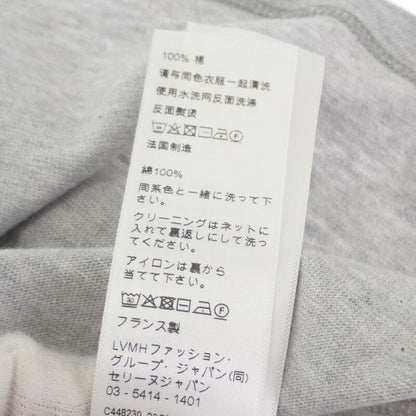 100% 棉
请与同色衣服一起清洗
使用水洗网反面洗涤
反面熨烫
法国制造
綿100%
同系色と一緒に洗って下
さい。
クリーニングはネットに
入れて裏返しにして洗っ
てください。
アイロンは裏から
当てて下さい。
フランス製
LVMHファッション・
グループ・ジャパン(同)
セリーヌジャパン
03 - 5414 - 1401